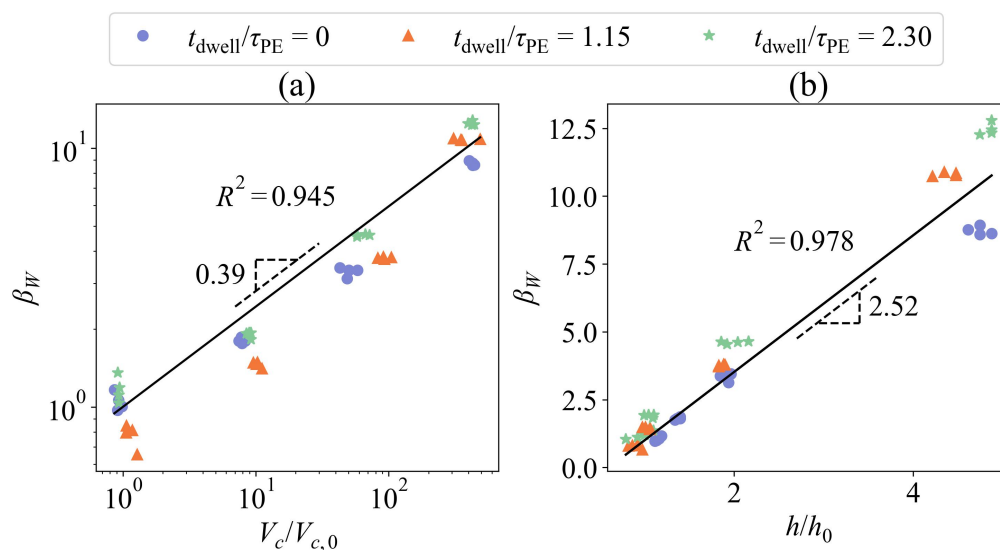 t_dwell/τ_PE = 0   t_dwell/τ_PE = 1.15   t_dwell/τ_PE = 2.30
(a)
β_W
10^1
10^0
R^2 = 0.945
0.39
10^0   10^1   10^2
V_c/V_{c,0}
(b)
β_W
12.5
10.0
7.5
5.0
2.5
0.0
R^2 = 0.978
2.52
2   4
h/h_0